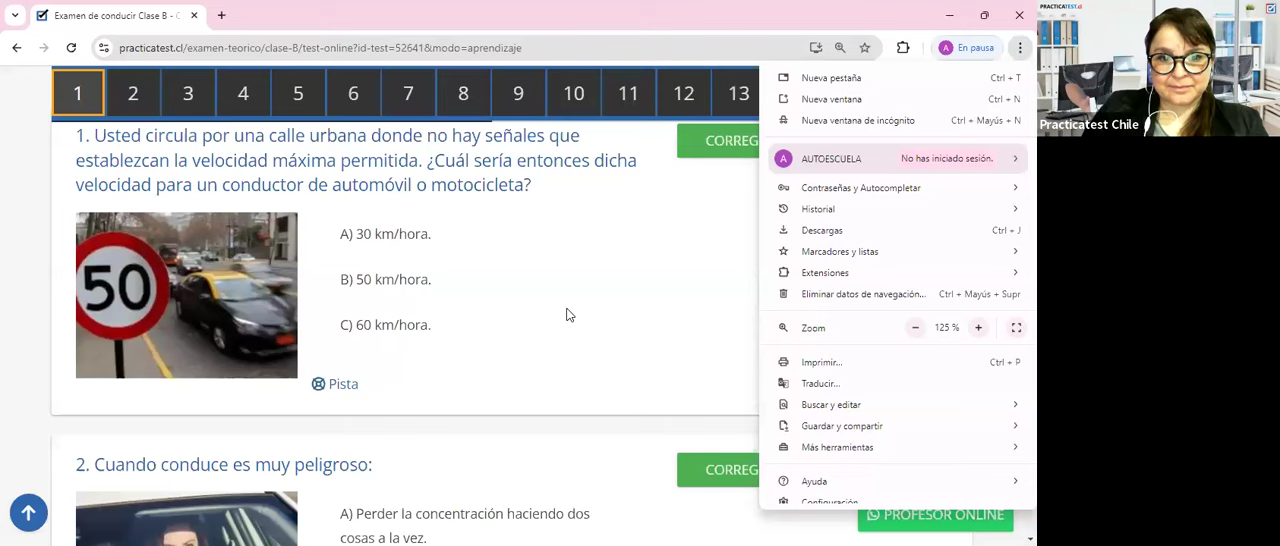 Examen de conducir Clase B - C
practicatest.cl/examen-teorico/clase-B/test-online?id-test=52641&modo=aprendizaje
A En pausa
1 2 3 4 5 6 7 8 9 10 11 12 13
1. Usted circula por una calle urbana donde no hay señales que
establezcan la velocidad máxima permitida. ¿Cuál sería entonces dicha
velocidad para un conductor de automóvil o motocicleta?
CORREG
50
A) 30 km/hora.
B) 50 km/hora.
C) 60 km/hora.
Pista
2. Cuando conduce es muy peligroso:
CORREG
A) Perder la concentración haciendo dos
cosas a la vez.
Nueva pestaña Ctrl + T
Nueva ventana Ctrl + N
Nueva ventana de incógnito Ctrl + Mayús + N
A AUTOESCUELA No has iniciado sesión.
Contraseñas y Autocompletar
Historial
Descargas Ctrl + J
Marcadores y listas
Extensiones
Eliminar datos de navegación... Ctrl + Mayús + Supr
Zoom − 125 % +
Imprimir... Ctrl + P
Traducir...
Buscar y editar
Guardar y compartir
Más herramientas
Ayuda
Configuración
PROFESOR ONLINE
PRACTICATEST.cl
Practicatest Chile